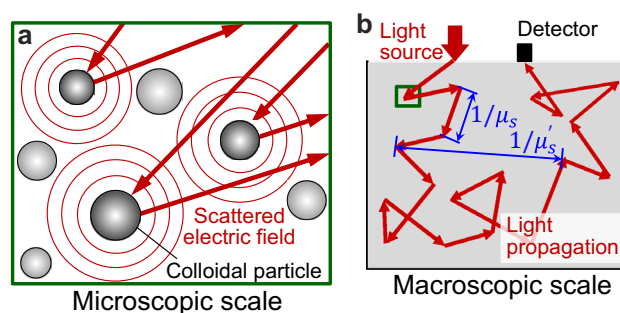 a
Scattered
electric field
Colloidal particle
Microscopic scale
b
Light
source
Detector
1/μₛ
1/μₛ′
Light
propagation
Macroscopic scale